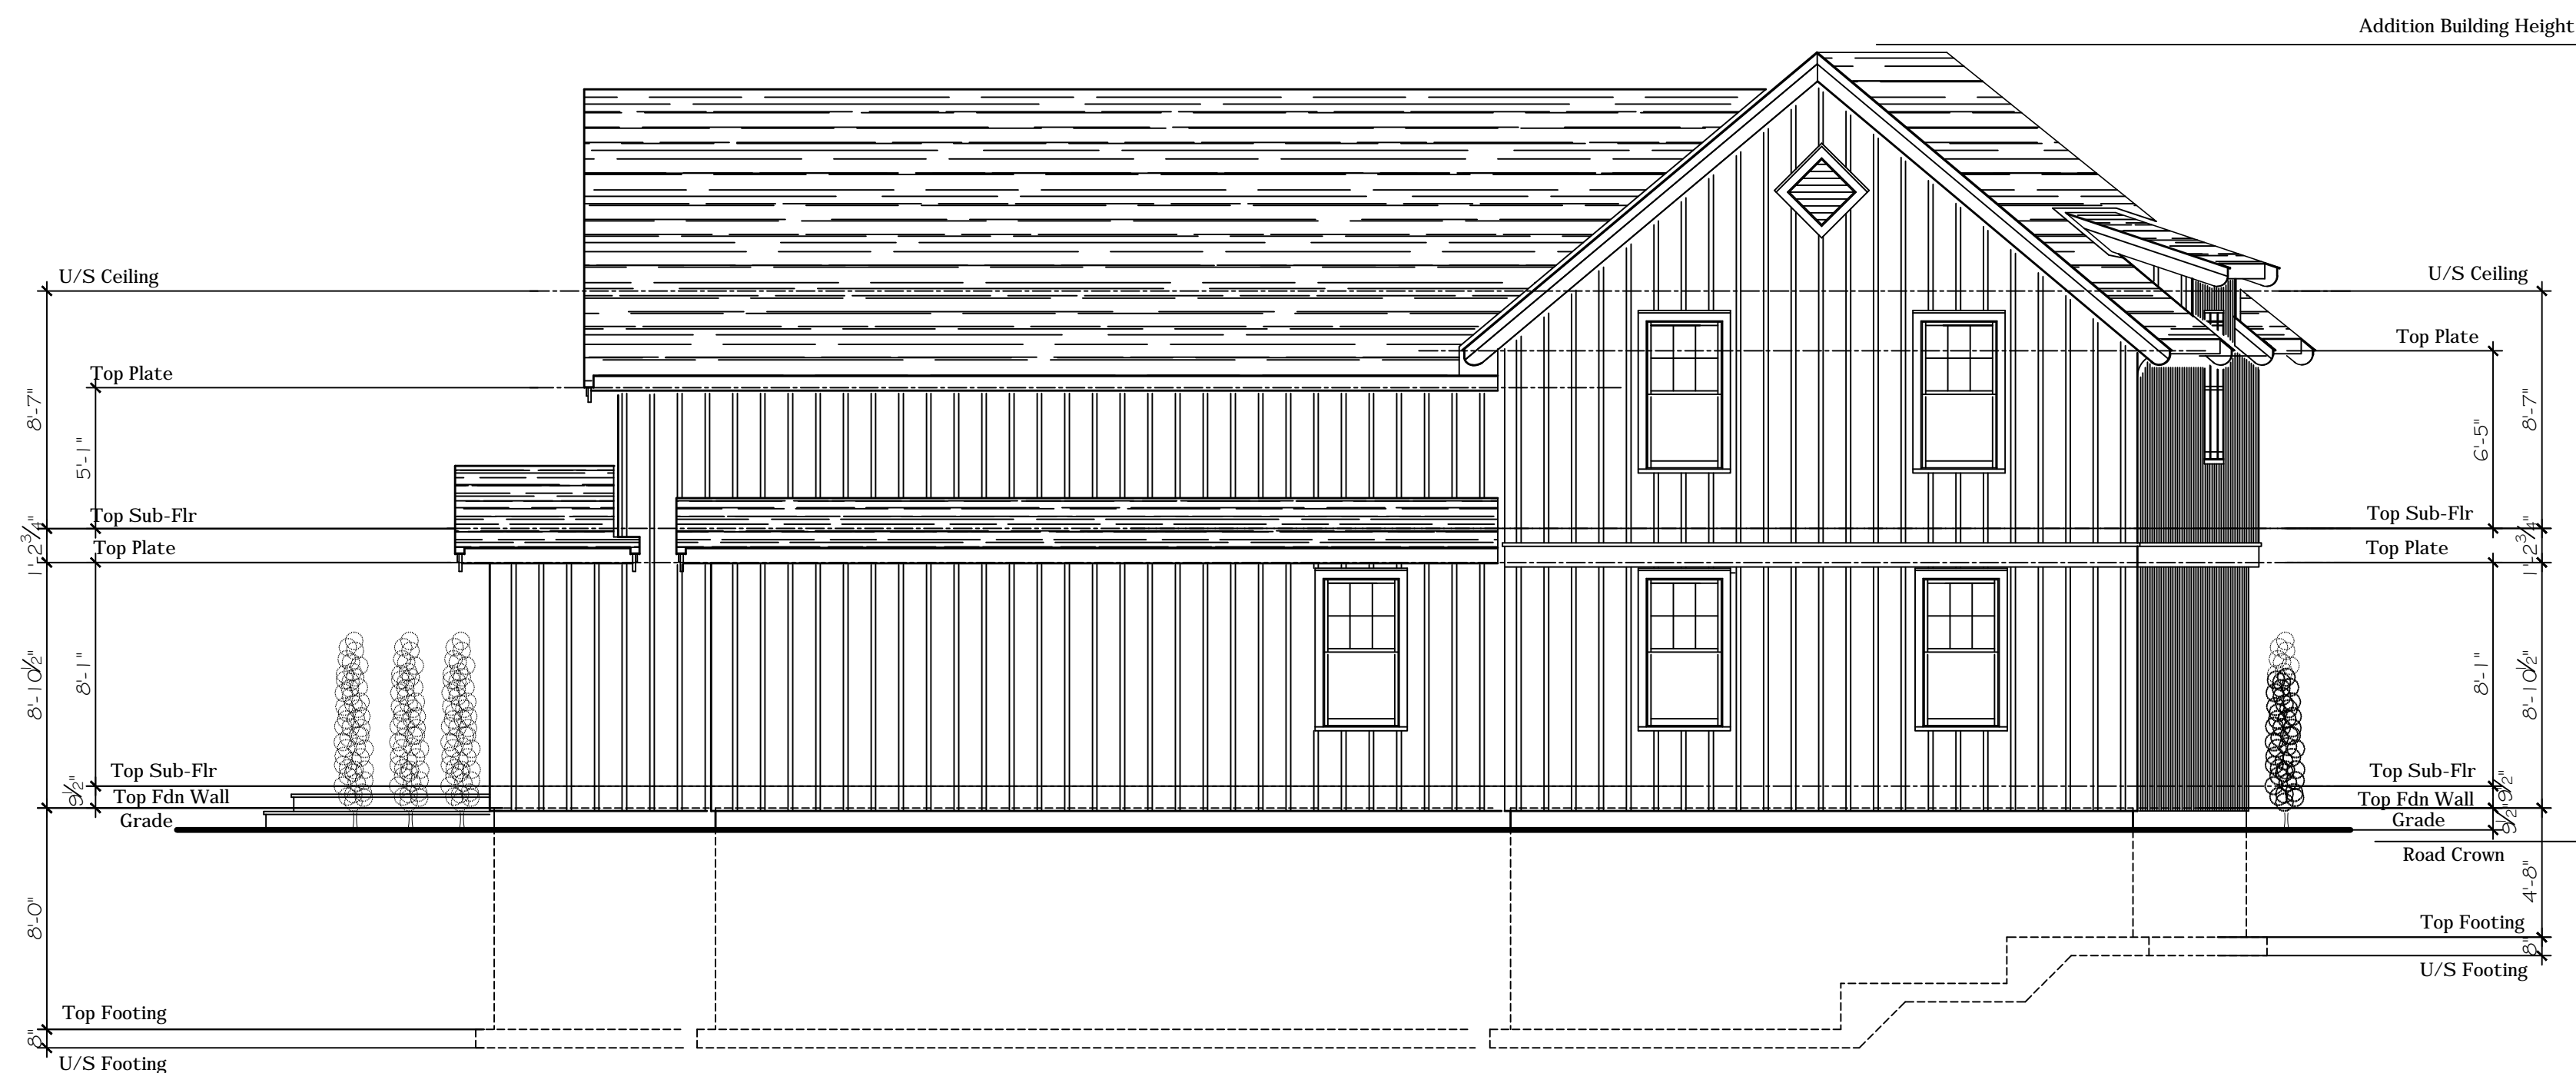 Addition Building Height
U/S Ceiling
U/S Ceiling
Top Plate
Top Plate
8'-7"
5'-1"
6'-5"
8'-7"
Top Sub-Flr
Top Sub-Flr
1'-2¾"
Top Plate
Top Plate
1'-2¾"
8'-10½"
8'-1"
8'-1"
8'-10½"
Top Sub-Flr
Top Sub-Flr
9½"
9½"
Top Fdn Wall
Top Fdn Wall
Grade
Grade
9½"
Road Crown
8'-0"
4'-8"
Top Footing
8"
U/S Footing
Top Footing
8"
U/S Footing